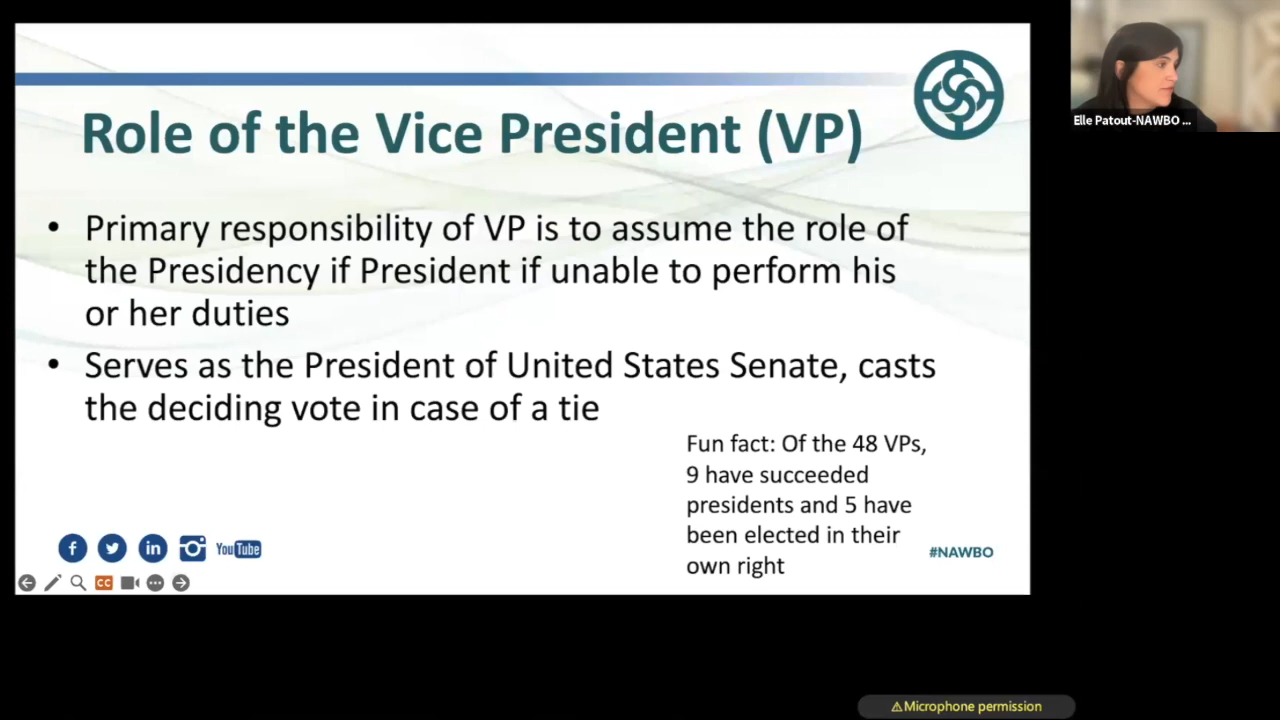 Role of the Vice President (VP)
• Primary responsibility of VP is to assume the role of
the Presidency if President if unable to perform his
or her duties
• Serves as the President of United States Senate, casts
the deciding vote in case of a tie
Fun fact: Of the 48 VPs,
9 have succeeded
presidents and 5 have
been elected in their
own right
#NAWBO
f
in
YouTube
CC
Elle Patout-NAWBO ...
⚠Microphone permission